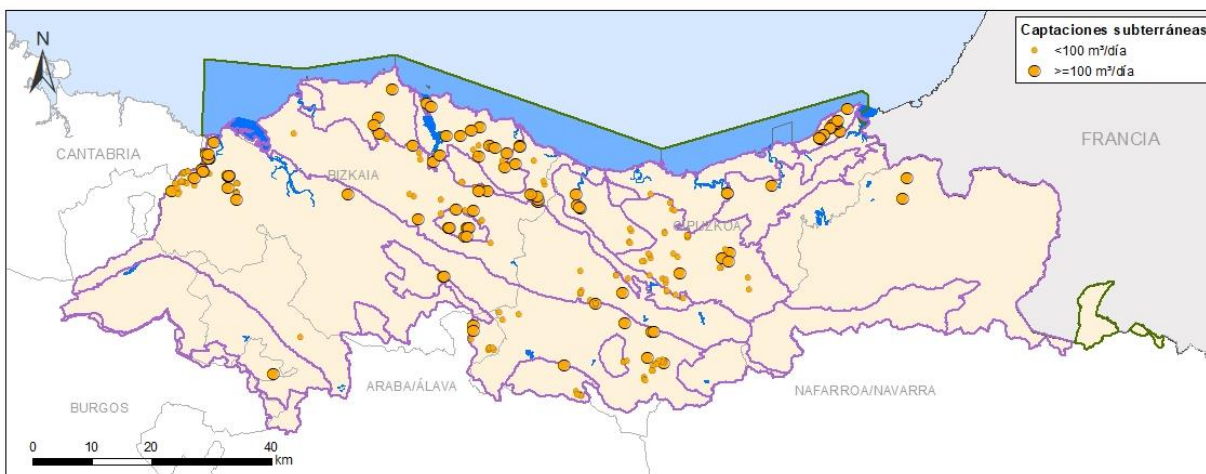 Captaciones subterráneas
<100 m³/día
>=100 m³/día
N
FRANCIA
CANTABRIA
BIZKAIA
GIPUZKOA
ARABA/ÁLAVA
NAFARROA/NAVARRA
BURGOS
0 10 20 40
km